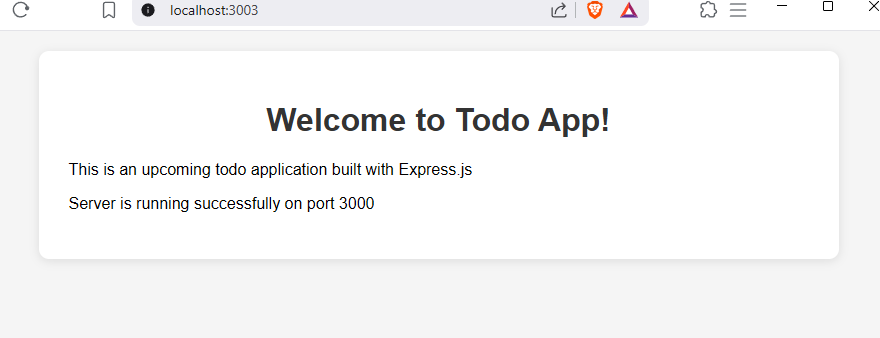 localhost:3003
Welcome to Todo App!
This is an upcoming todo application built with Express.js
Server is running successfully on port 3000